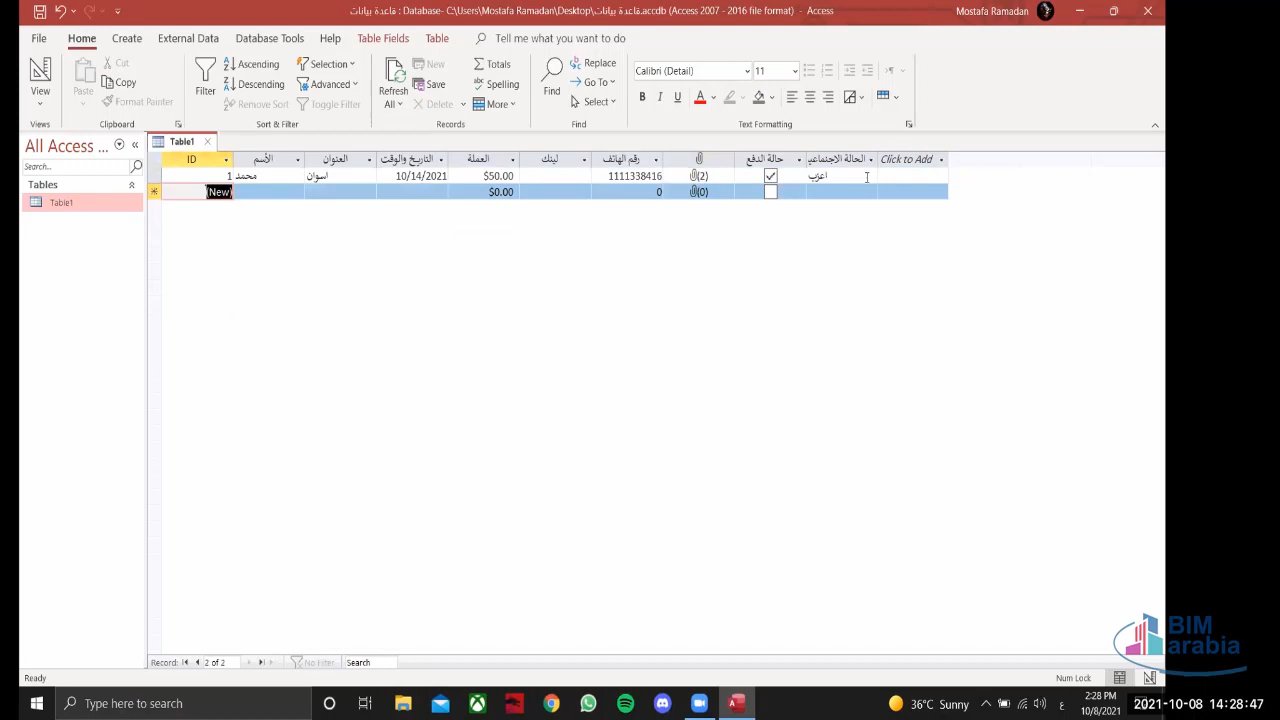 قاعدة بيانات : Database- C:\Users\Mostafa Ramadan\Desktop\قاعدة بيانات.accdb (Access 2007 - 2016 file format) - Access
Mostafa Ramadan
File Home Create External Data Database Tools Help Table Fields Table Tell me what you want to do
View
Views
Paste
Cut
Copy
Format Painter
Clipboard
Filter
Ascending
Descending
Remove Sort
Selection
Advanced
Toggle Filter
Sort & Filter
Refresh All
New
Save
Delete
Totals
Spelling
More
Records
Find
Replace
Go To
Select
Find
Calibri (Detail) 11
B I U A
Text Formatting
All Access ...
Search...
Tables
Table1
Table1
ID الأسم العنوان التاريخ والوقت العملة لينك رقم الهاتف حالة الدفع الحالة الإجتماعي Click to Add
1 محمد اسوان 10/14/2021 $50.00 1111338416 (2) اعزب
(New) $0.00 0 (0)
Record: 2 of 2 No Filter Search
Ready
Num Lock
BIM
arabia
Type here to search
36°C Sunny
ع
2:28 PM
10/8/2021
2021-10-08 14:28:47